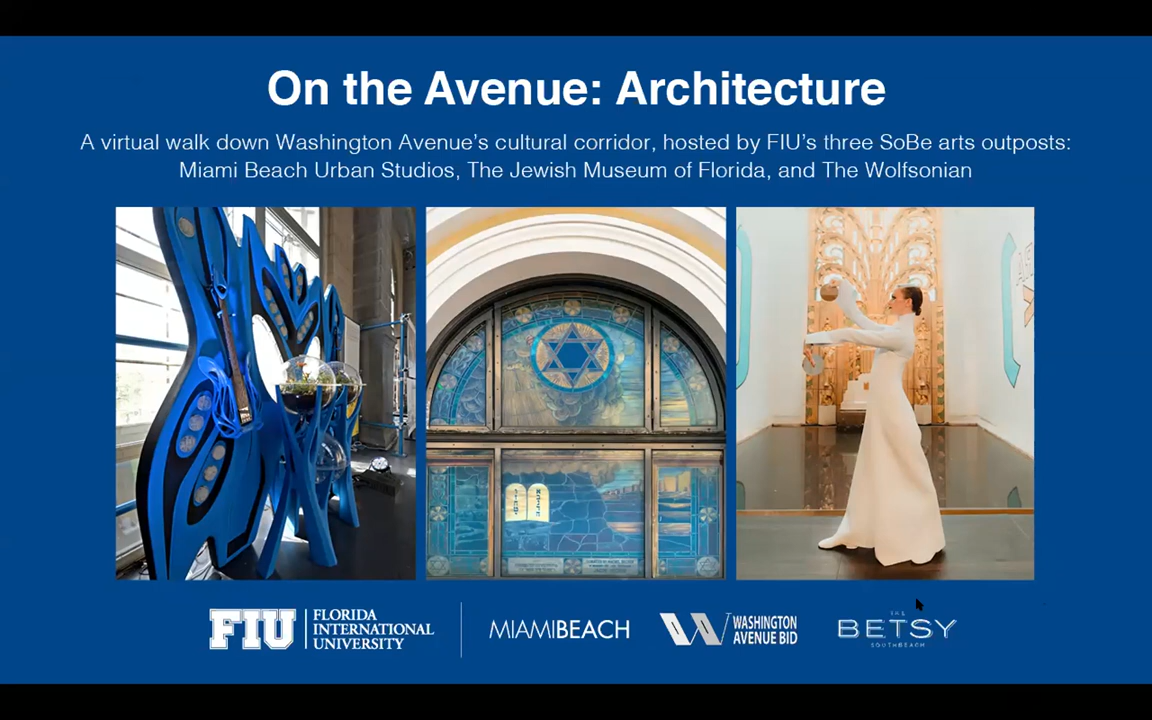 On the Avenue: Architecture
A virtual walk down Washington Avenue's cultural corridor, hosted by FIU's three SoBe arts outposts:
Miami Beach Urban Studios, The Jewish Museum of Florida, and The Wolfsonian
FIU
FLORIDA
INTERNATIONAL
UNIVERSITY
MIAMIBEACH
WASHINGTON
AVENUE BID
THE
BETSY
SOUTHBEACH